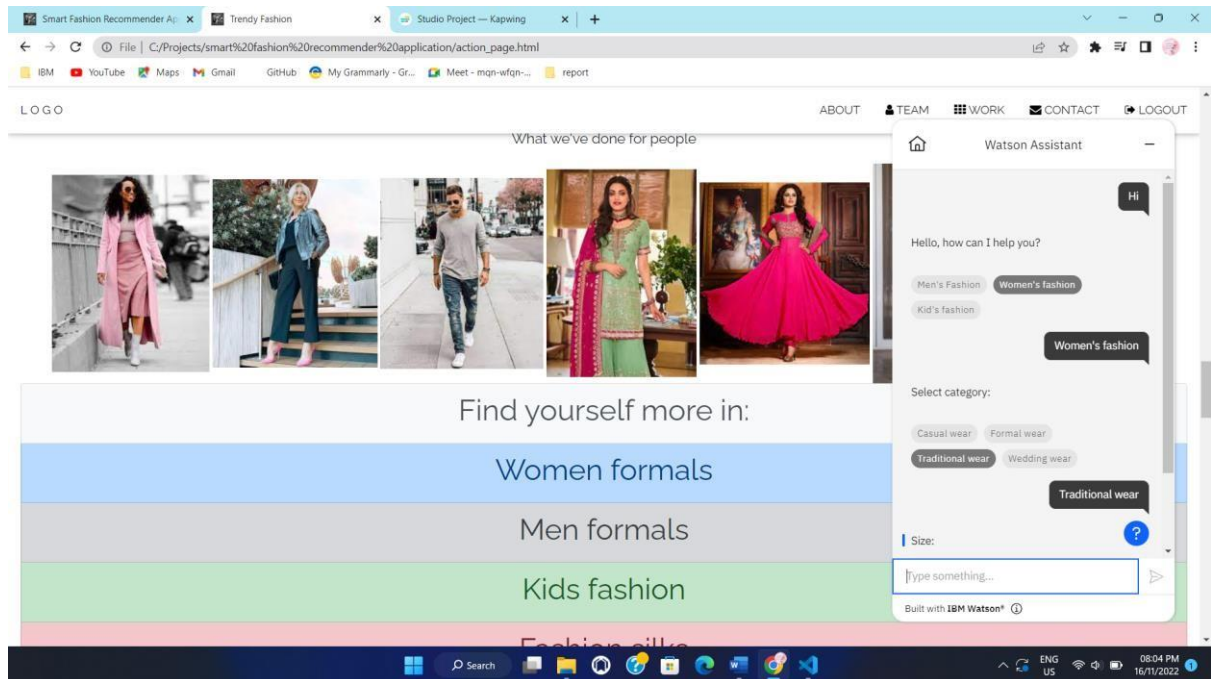 Smart Fashion Recommender Ap
Trendy Fashion
Studio Project — Kapwing
File | C:/Projects/smart%20fashion%20recommender%20application/action_page.html
IBM YouTube Maps Gmail GitHub My Grammarly - Gr... Meet - mqn-wfqn-... report
LOGO
ABOUT TEAM WORK CONTACT LOGOUT
What we've done for people
Find yourself more in:
Women formals
Men formals
Kids fashion
Fashion silks
Watson Assistant
Hi
Hello, how can I help you?
Men's Fashion Women's fashion
Kid's fashion
Women's fashion
Select category:
Casual wear Formal wear
Traditional wear Wedding wear
Traditional wear
Size:
?
Type something...
Built with IBM Watson®
Search
ENG
US
08:04 PM
16/11/2022
1